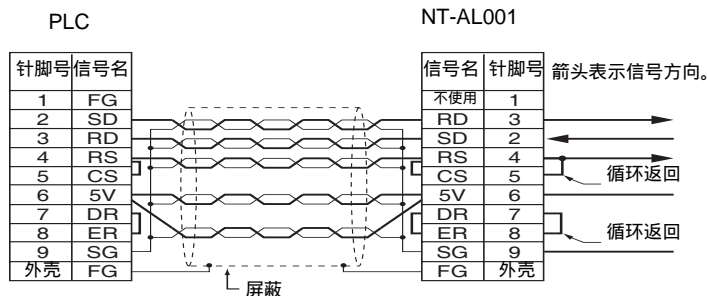 PLC NT-AL001
针脚号 信号名 信号名 针脚号 箭头表示信号方向。
1 FG 不使用 1
2 SD RD 3
3 RD SD 2
4 RS RS 4
5 CS CS 5 循环返回
6 5V 5V 6
7 DR DR 7
8 ER ER 8 循环返回
9 SG SG 9
外壳 FG FG 外壳
屏蔽